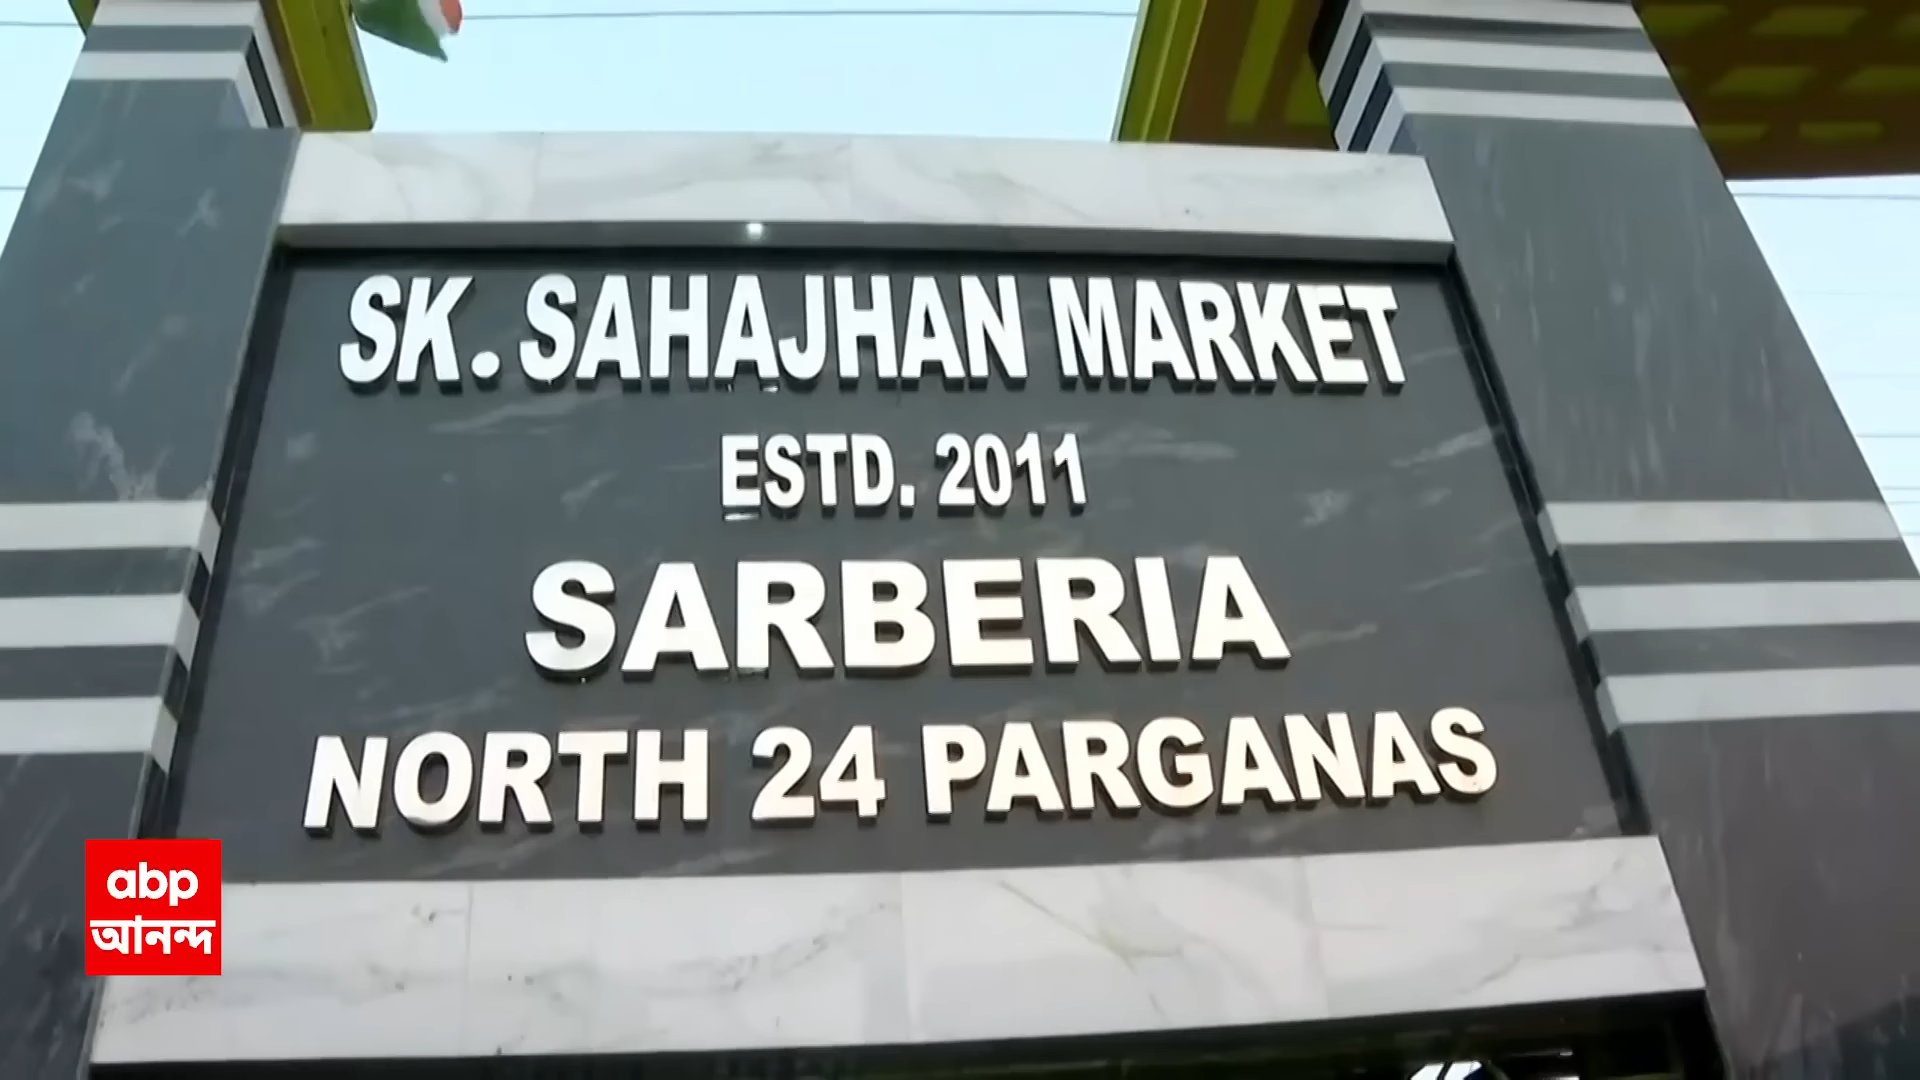 SK. SAHAJHAN MARKET
ESTD. 2011
SARBERIA
NORTH 24 PARGANAS
abp
আনন্দ